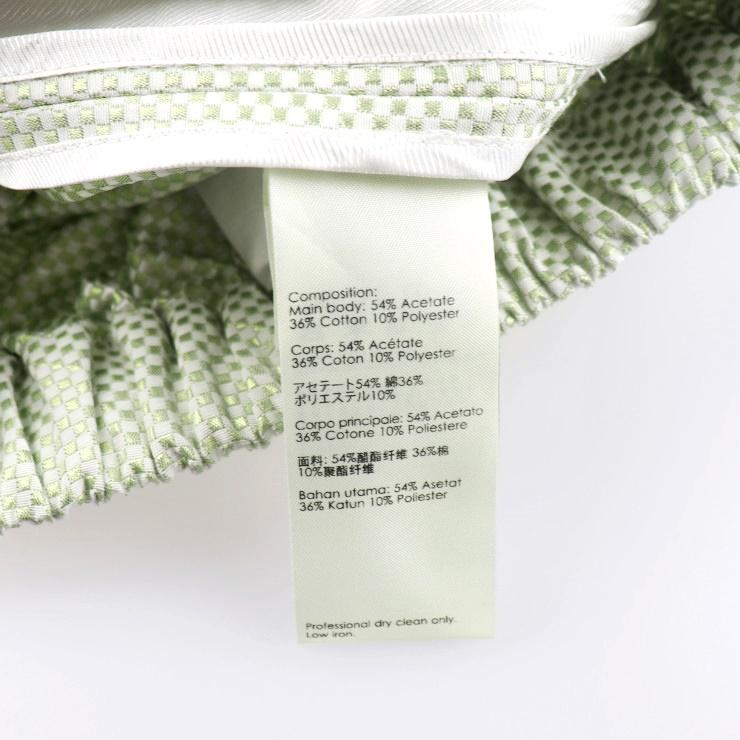 Composition:
Main body: 54% Acetate
36% Cotton 10% Polyester
Corps: 54% Acétate
36% Coton 10% Polyester
アセテート54% 綿36%
ポリエステル10%
Corpo principale: 54% Acetato
36% Cotone 10% Poliestere
面料: 54%醋酯纤维 36%棉
10%聚酯纤维
Bahan utama: 54% Asetat
36% Katun 10% Poliester
Professional dry clean only.
Low iron.